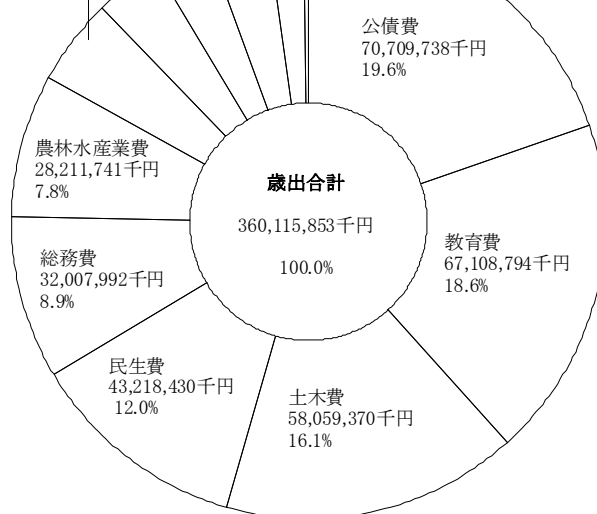 公債費
70,709,738千円
19.6%
農林水産業費
28,211,741千円
7.8%
歳出合計
360,115,853千円
100.0%
教育費
67,108,794千円
18.6%
総務費
32,007,992千円
8.9%
民生費
43,218,430千円
12.0%
土木費
58,059,370千円
16.1%